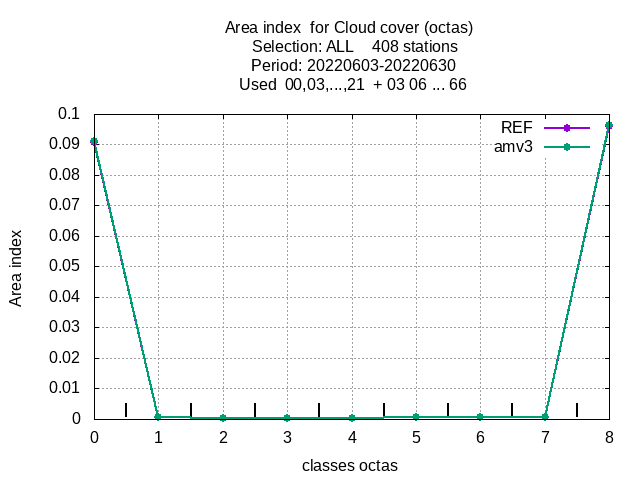 Area index  for Cloud cover (octas)
Selection: ALL    408 stations
Period: 20220603-20220630
Used  00,03,...,21  + 03 06 ... 66
REF
amv3
0.1
0.09
0.08
0.07
0.06
0.05
0.04
0.03
0.02
0.01
0
Area index
0 1 2 3 4 5 6 7 8
classes octas